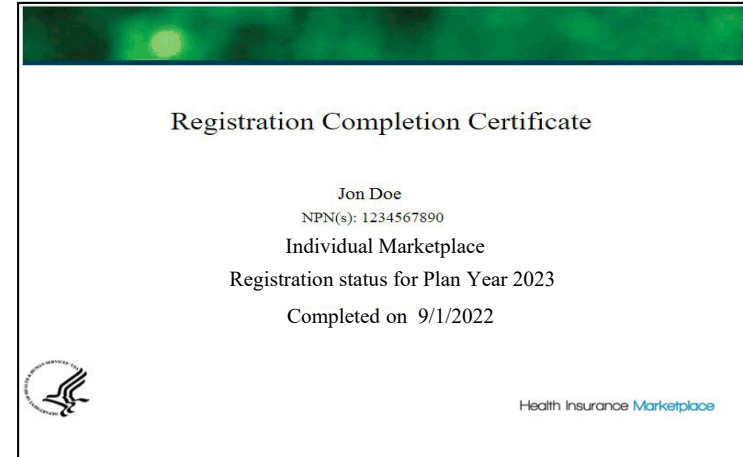 Registration Completion Certificate
Jon Doe
NPN(s): 1234567890
Individual Marketplace
Registration status for Plan Year 2023
Completed on 9/1/2022
Health Insurance Marketplace